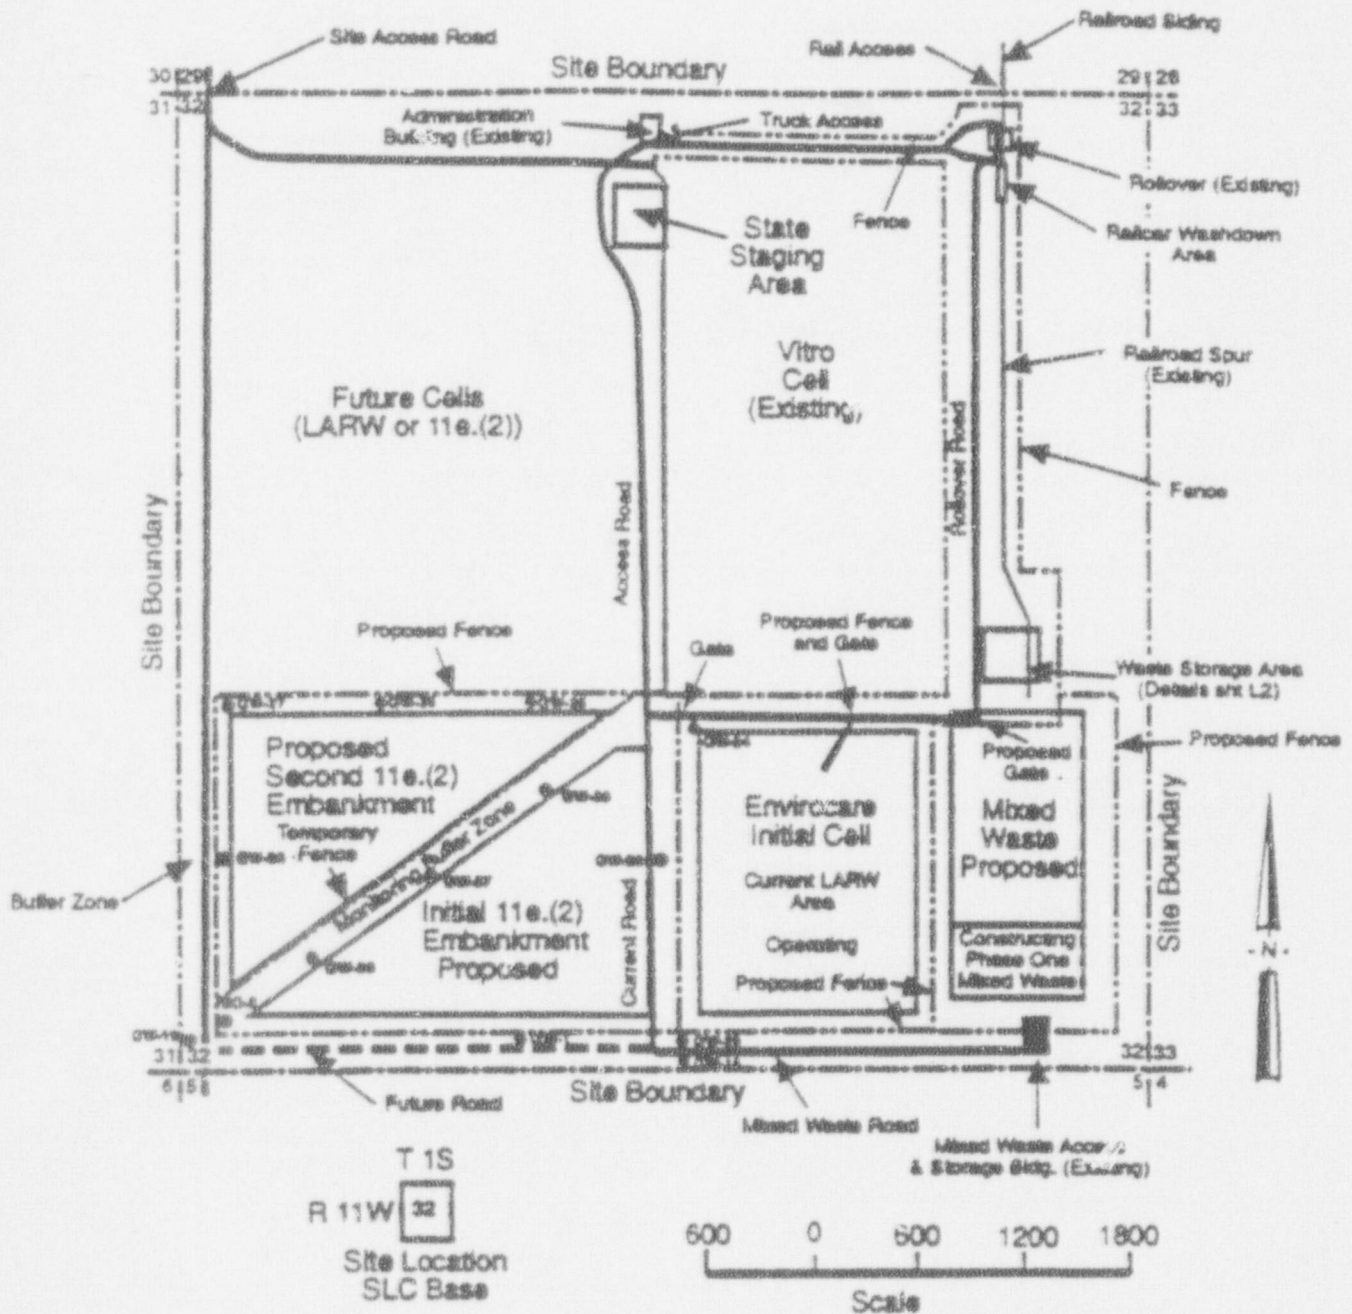 Railroad Siding
Site Access Road
Rail Access
Site Boundary
30 29
31 32
29 28
32 33
Administration
Building (Existing)
Truck Access
Fence
Rollover (Existing)
Railcar Washdown
Area
State
Staging
Area
Vitro
Cell
(Existing)
Railroad Spur
(Existing)
Future Cells
(LARW or 11e.(2))
Rollover Road
Fence
Access Road
Site Boundary
Proposed Fence
Gate
Proposed Fence
and Gate
Waste Storage Area
(Details sht L2)
Proposed Fence
Proposed
Gate
Proposed
Second 11e.(2)
Embankment
Temporary
Fence
Monitoring
Zone
Buffer Zone
Initial 11e.(2)
Embankment
Proposed
Current Road
Envirocare
Initial Cell
Current LARW
Area
Operating
Proposed Fence
Mixed
Waste
Proposed
Constructing
Phase One
Mixed Waste
Site Boundary
- N -
31 32
6 5
32 33
5 4
Future Road
Site Boundary
Mixed Waste Road
Mixed Waste
& Storage Bldg. (Existing)
T 1S
R 11W 32
Site Location
SLC Base
600 0 600 1200 1800
Scale